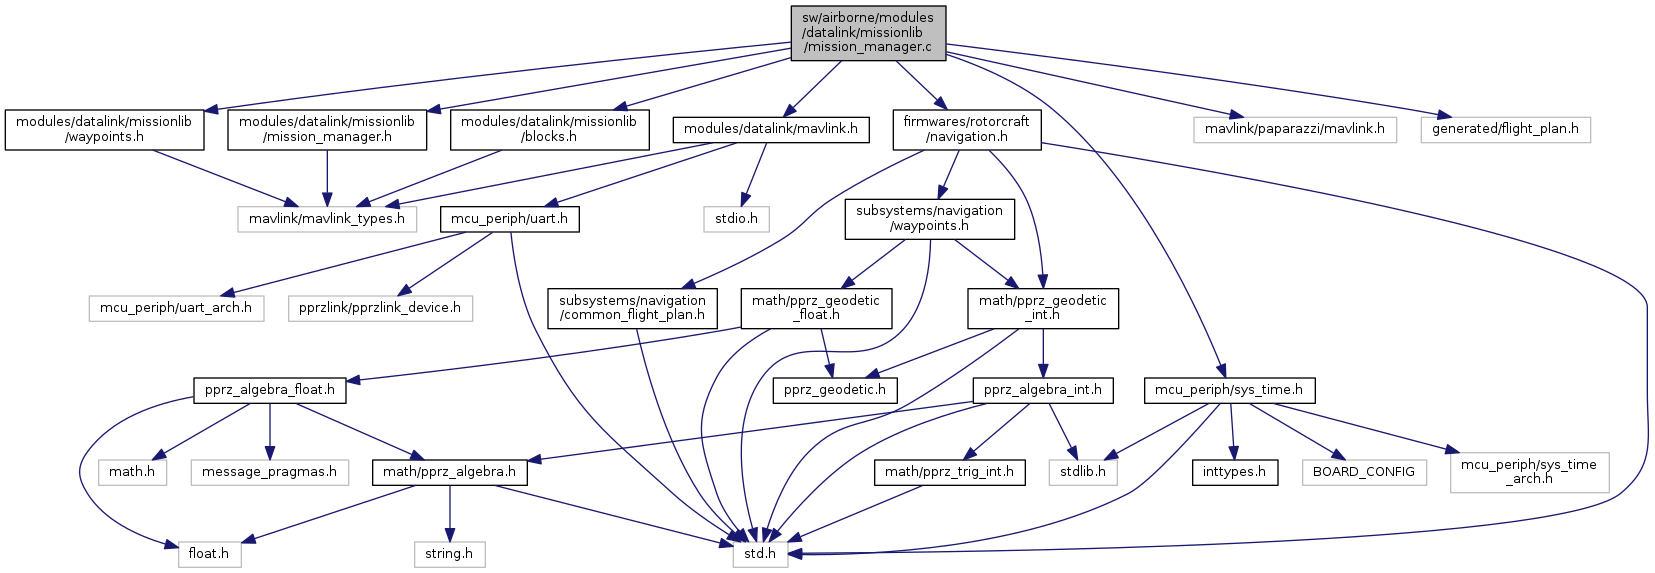 sw/airborne/modules
/datalink/missionlib
/mission_manager.c
modules/datalink/missionlib
/waypoints.h
modules/datalink/missionlib
/mission_manager.h
modules/datalink/missionlib
/blocks.h
modules/datalink/mavlink.h
firmwares/rotorcraft
/navigation.h
mavlink/paparazzi/mavlink.h
generated/flight_plan.h
mavlink/mavlink_types.h
mcu_periph/uart.h
stdio.h
subsystems/navigation
/waypoints.h
mcu_periph/uart_arch.h
pprzlink/pprzlink_device.h
subsystems/navigation
/common_flight_plan.h
math/pprz_geodetic
_float.h
math/pprz_geodetic
_int.h
pprz_algebra_float.h
pprz_geodetic.h
pprz_algebra_int.h
mcu_periph/sys_time.h
math.h
message_pragmas.h
math/pprz_algebra.h
math/pprz_trig_int.h
stdlib.h
inttypes.h
BOARD_CONFIG
mcu_periph/sys_time
_arch.h
float.h
string.h
std.h